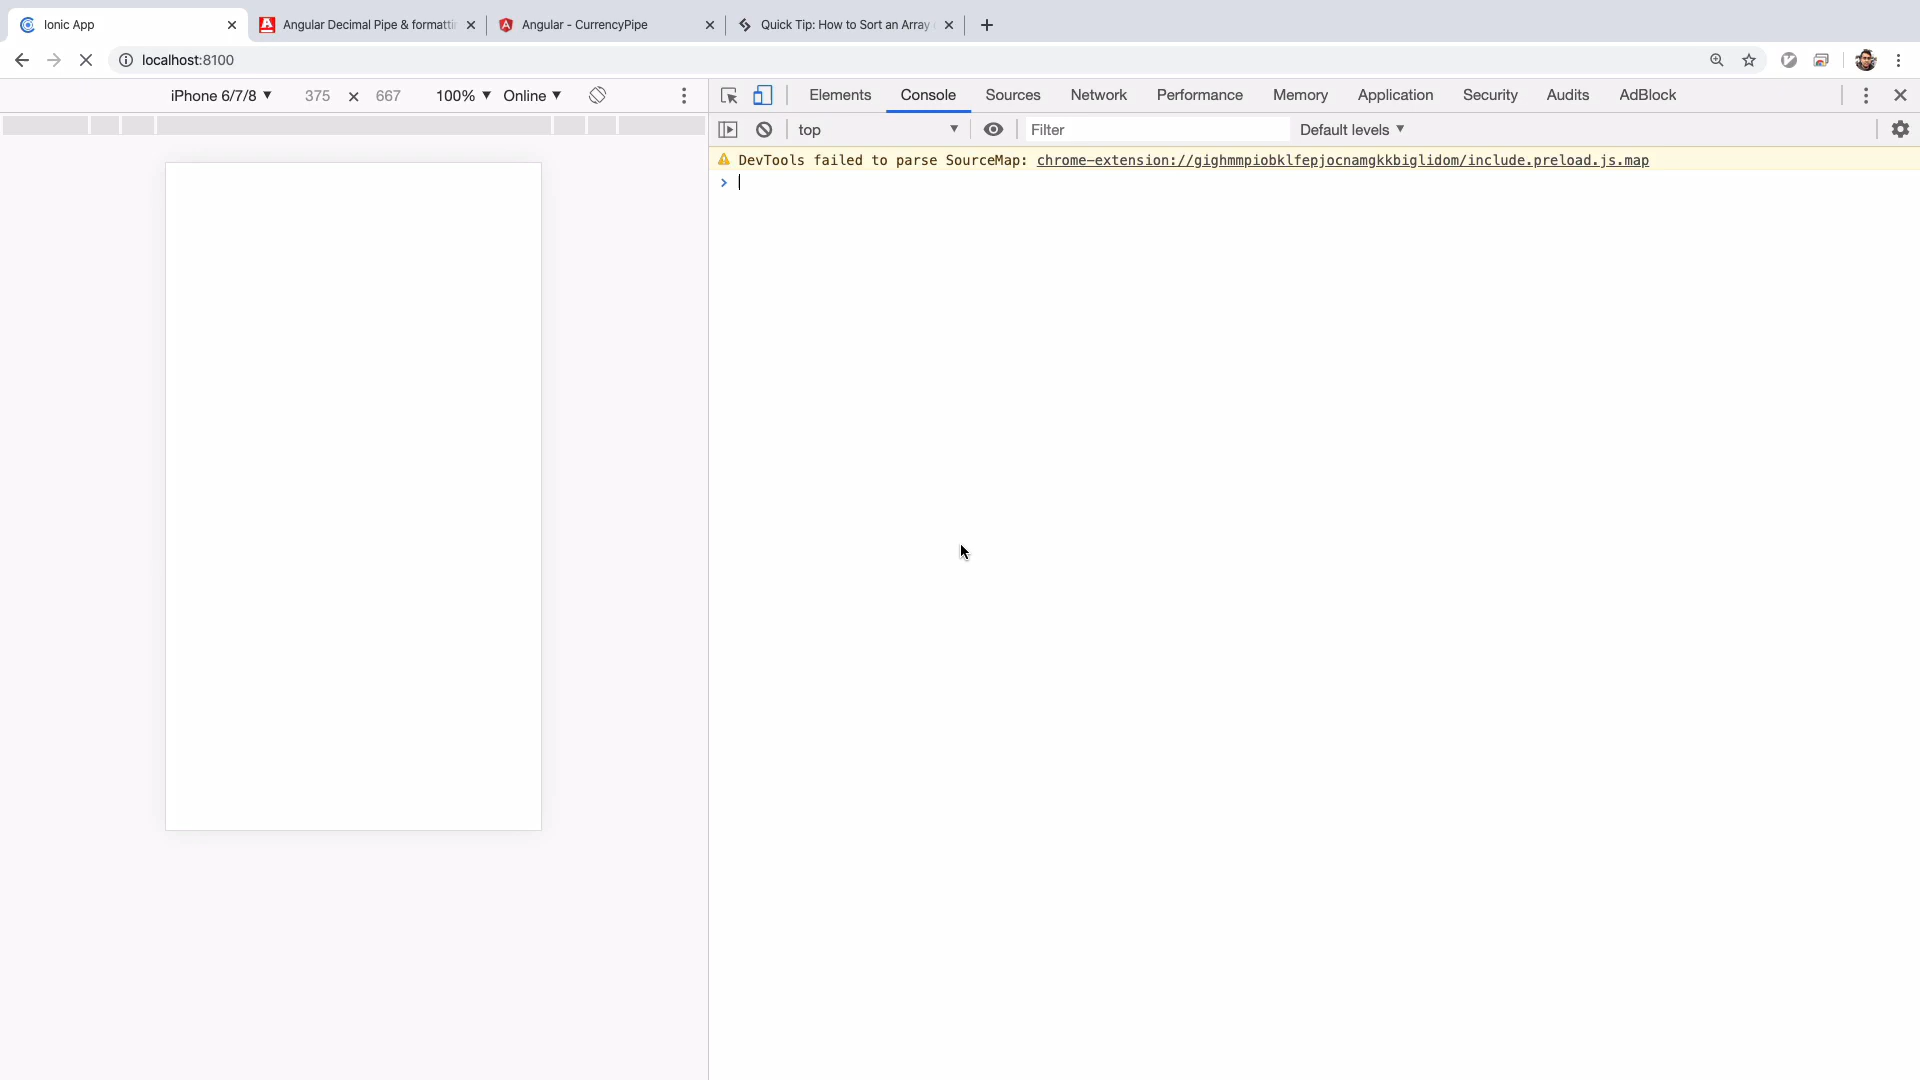 Ionic App
Angular Decimal Pipe & formatti
Angular - CurrencyPipe
Quick Tip: How to Sort an Array
localhost:8100
iPhone 6/7/8 ▼ 375 × 667 100% ▼ Online ▼
Elements Console Sources Network Performance Memory Application Security Audits AdBlock
top ▼ Filter Default levels ▼
DevTools failed to parse SourceMap: chrome-extension://gighmmpiobklfepjocnamgkkbiglidom/include.preload.js.map